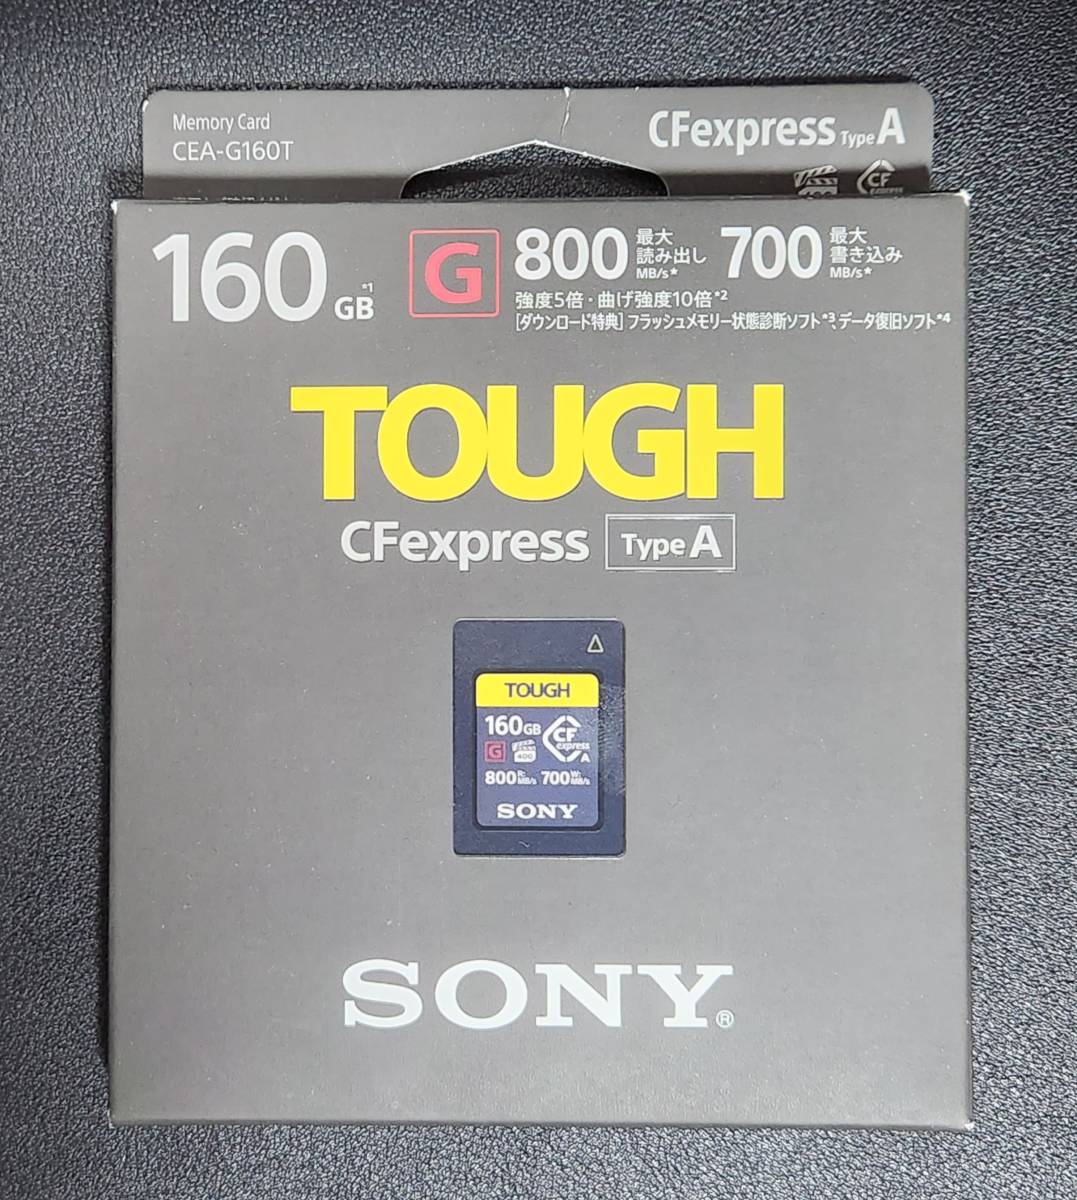 Memory Card
CEA-G160T
CFexpress Type A
CF
express
400
160 GB *1
G
800 最大 読み出し MB/s*
700 最大 書き込み MB/s*
強度5倍・曲げ強度10倍*2
[ダウンロード特典] フラッシュメモリー状態診断ソフト*3、データ復旧ソフト*4
TOUGH
CFexpress Type A
TOUGH
160GB
CF
express
A
G
400
800 R: MB/s 700 W: MB/s
SONY
SONY®